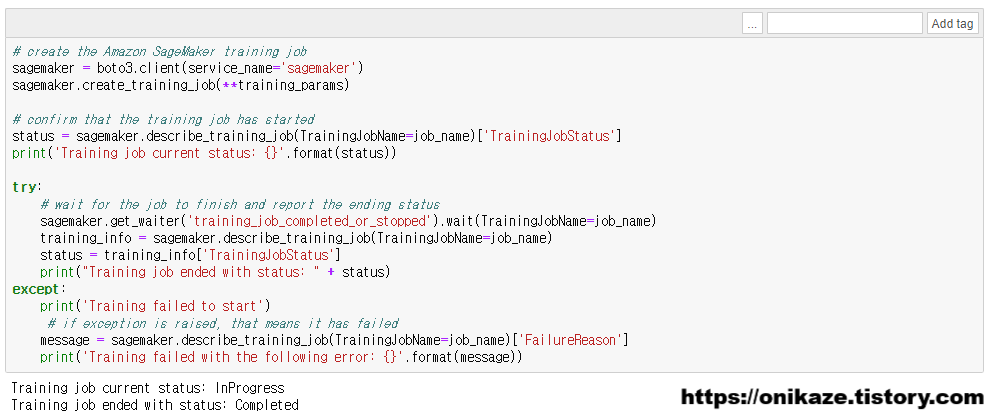 ... Add tag
# create the Amazon SageMaker training job
sagemaker = boto3.client(service_name='sagemaker')
sagemaker.create_training_job(**training_params)
# confirm that the training job has started
status = sagemaker.describe_training_job(TrainingJobName=job_name)['TrainingJobStatus']
print('Training job current status: {}'.format(status))
try:
    # wait for the job to finish and report the ending status
    sagemaker.get_waiter('training_job_completed_or_stopped').wait(TrainingJobName=job_name)
    training_info = sagemaker.describe_training_job(TrainingJobName=job_name)
    status = training_info['TrainingJobStatus']
    print("Training job ended with status: " + status)
except:
    print('Training failed to start')
     # if exception is raised, that means it has failed
    message = sagemaker.describe_training_job(TrainingJobName=job_name)['FailureReason']
    print('Training failed with the following error: {}'.format(message))
Training job current status: InProgress
Training job ended with status: Completed
https://onikaze.tistory.com